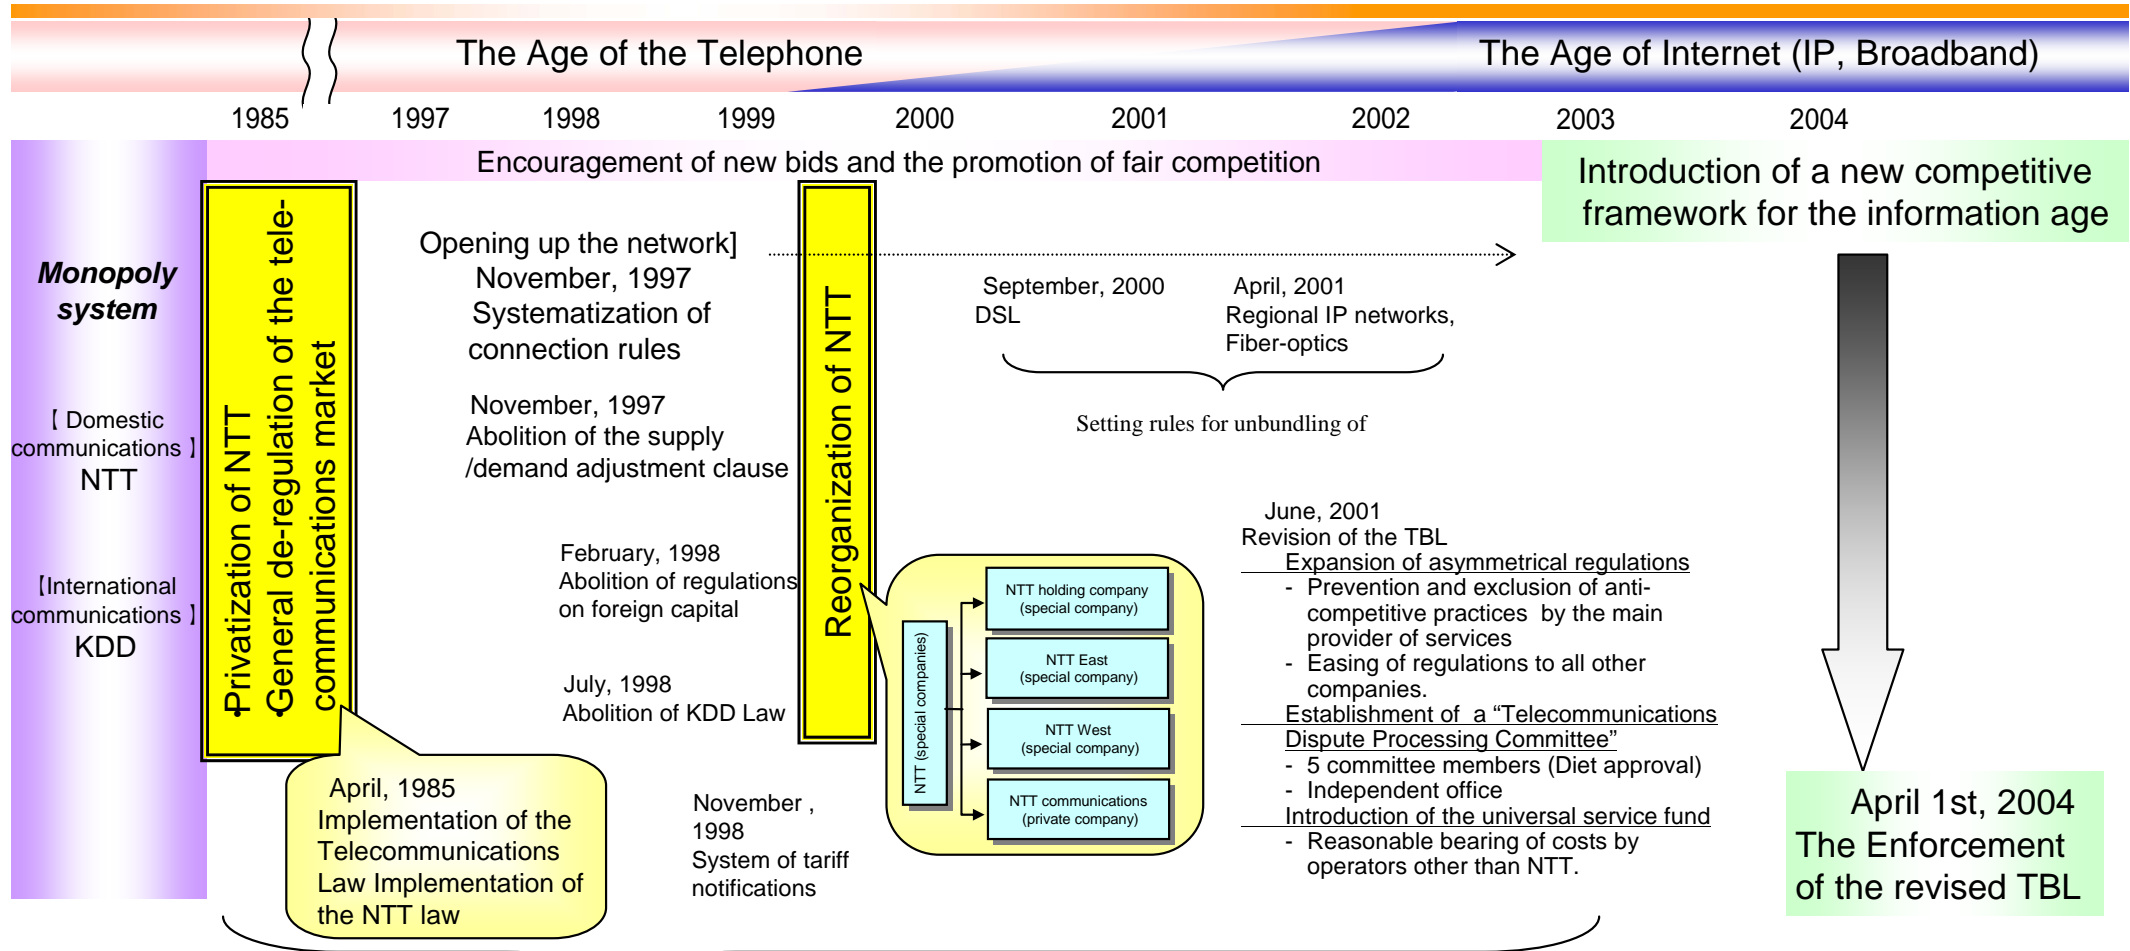 The Age of the Telephone
The Age of Internet (IP, Broadband)
1985 1997 1998 1999 2000 2001 2002 2003 2004
Encouragement of new bids and the promotion of fair competition
Introduction of a new competitive
framework for the information age
Monopoly
system
【 Domestic
communications 】
NTT
【International
communications 】
KDD
•Privatization of NTT
•General de-regulation of the tele-
communications market
April, 1985
Implementation of the
Telecommunications
Law Implementation of
the NTT law
Opening up the network]
November, 1997
Systematization of
connection rules
November, 1997
Abolition of the supply
/demand adjustment clause
February, 1998
Abolition of regulations
on foreign capital
July, 1998
Abolition of KDD Law
November ,
1998
System of tariff
notifications
Reorganization of NTT
NTT (special companies)
NTT holding company
(special company)
NTT East
(special company)
NTT West
(special company)
NTT communications
(private company)
September, 2000
DSL
April, 2001
Regional IP networks,
Fiber-optics
Setting rules for unbundling of
June, 2001
Revision of the TBL
Expansion of asymmetrical regulations
- Prevention and exclusion of anti-
competitive practices by the main
provider of services
- Easing of regulations to all other
companies.
Establishment of a “Telecommunications
Dispute Processing Committee”
- 5 committee members (Diet approval)
- Independent office
Introduction of the universal service fund
- Reasonable bearing of costs by
operators other than NTT.
April 1st, 2004
The Enforcement
of the revised TBL